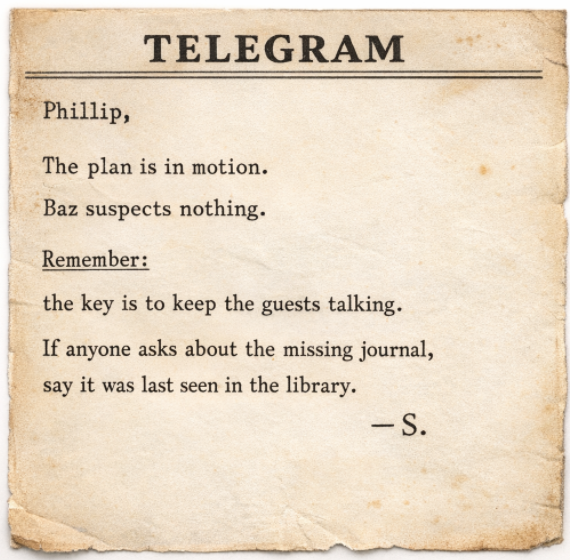 TELEGRAM
Phillip,
The plan is in motion.
Baz suspects nothing.
Remember:
the key is to keep the guests talking.
If anyone asks about the missing journal,
say it was last seen in the library.
— S.